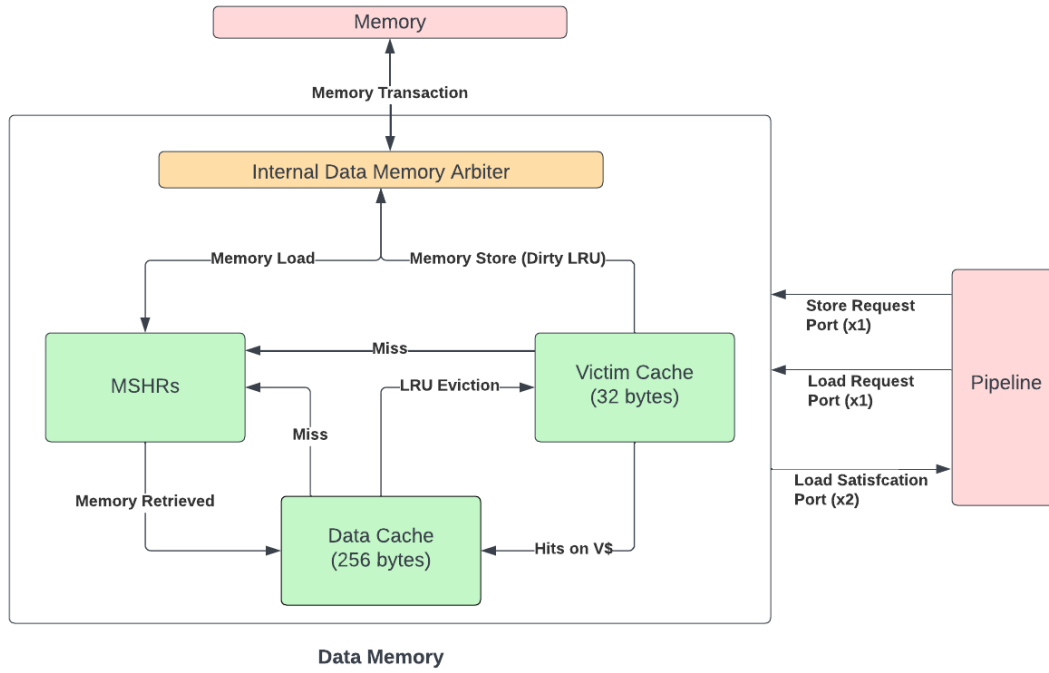 Memory
Memory Transaction
Internal Data Memory Arbiter
Memory Load
Memory Store (Dirty LRU)
Store Request
Port (x1)
MSHRs
Miss
Victim Cache
(32 bytes)
LRU Eviction
Load Request
Port (x1)
Pipeline
Miss
Memory Retrieved
Data Cache
(256 bytes)
Hits on V$
Load Satisfcation
Port (x2)
Data Memory